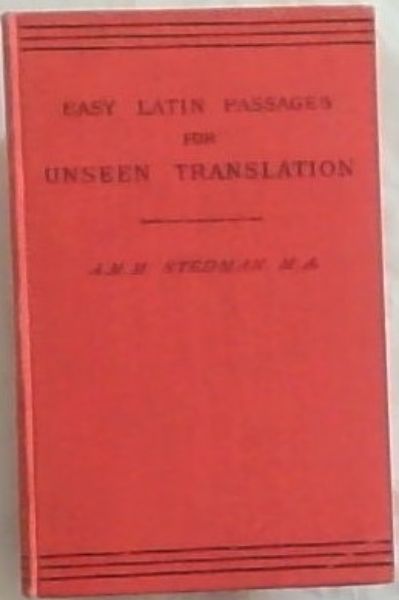 EASY LATIN PASSAGES
FOR
UNSEEN TRANSLATION
A.M.M. STEDMAN, M.A.